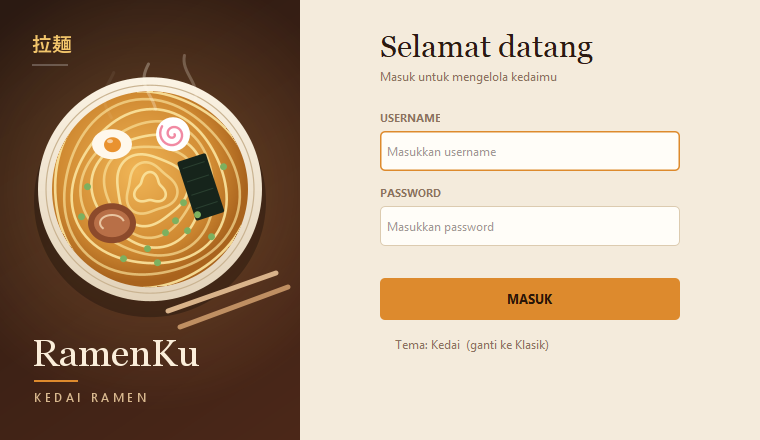 拉麺
RamenKu
KEDAI RAMEN
Selamat datang
Masuk untuk mengelola kedaimu
USERNAME
Masukkan username
PASSWORD
Masukkan password
MASUK
Tema: Kedai (ganti ke Klasik)